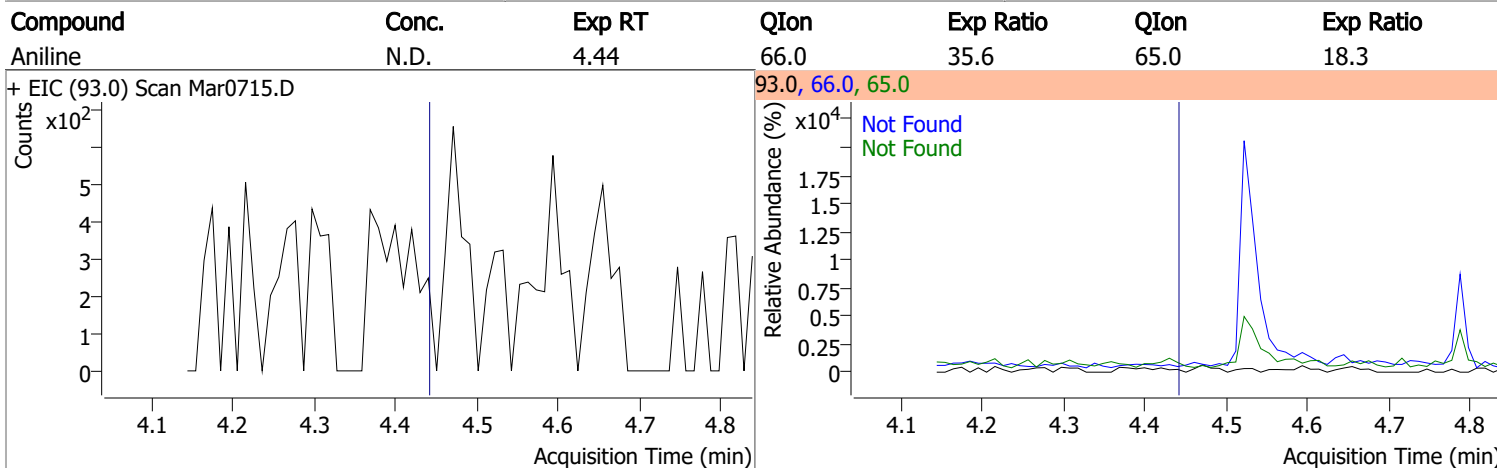 Compound Conc. Exp RT QIon Exp Ratio QIon Exp Ratio
Aniline N.D. 4.44 66.0 35.6 65.0 18.3
+ EIC (93.0) Scan Mar0715.D
Counts
x10²
5
4
3
2
1
0
4.1 4.2 4.3 4.4 4.5 4.6 4.7 4.8
Acquisition Time (min)
93.0, 66.0, 65.0
Relative Abundance (%)
x10⁴
Not Found
Not Found
1.75
1.5
1.25
1
0.75
0.5
0.25
0
4.1 4.2 4.3 4.4 4.5 4.6 4.7 4.8
Acquisition Time (min)